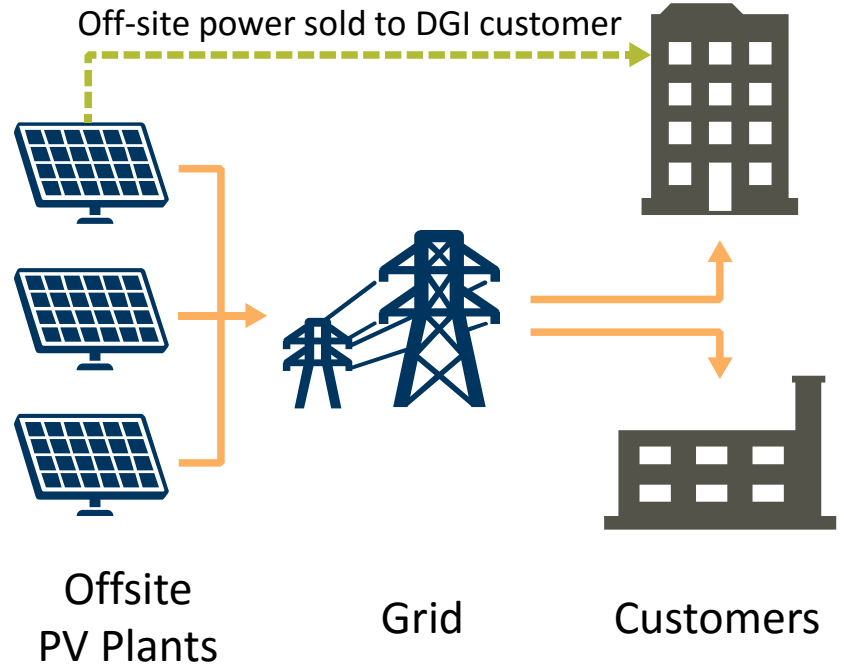 Off-site power sold to DGI customer
Offsite
PV Plants
Grid
Customers